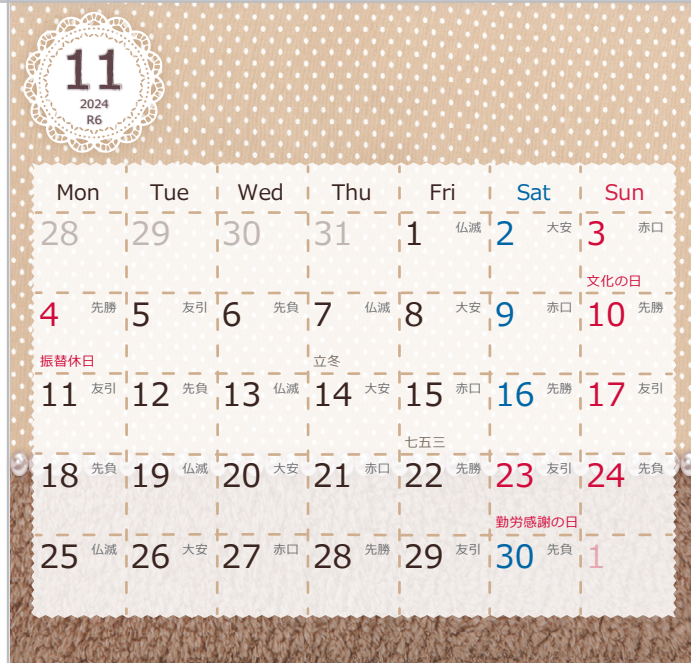 11
2024
R6
Mon Tue Wed Thu Fri Sat Sun
28 29 30 31 1 仏滅 2 大安 3 赤口
文化の日
4 先勝 5 友引 6 先負 7 仏滅 8 大安 9 赤口 10 先勝
振替休日 立冬
11 友引 12 先負 13 仏滅 14 大安 15 赤口 16 先勝 17 友引
七五三
18 先負 19 仏滅 20 大安 21 赤口 22 先勝 23 友引 24 先負
勤労感謝の日
25 仏滅 26 大安 27 赤口 28 先勝 29 友引 30 先負 1